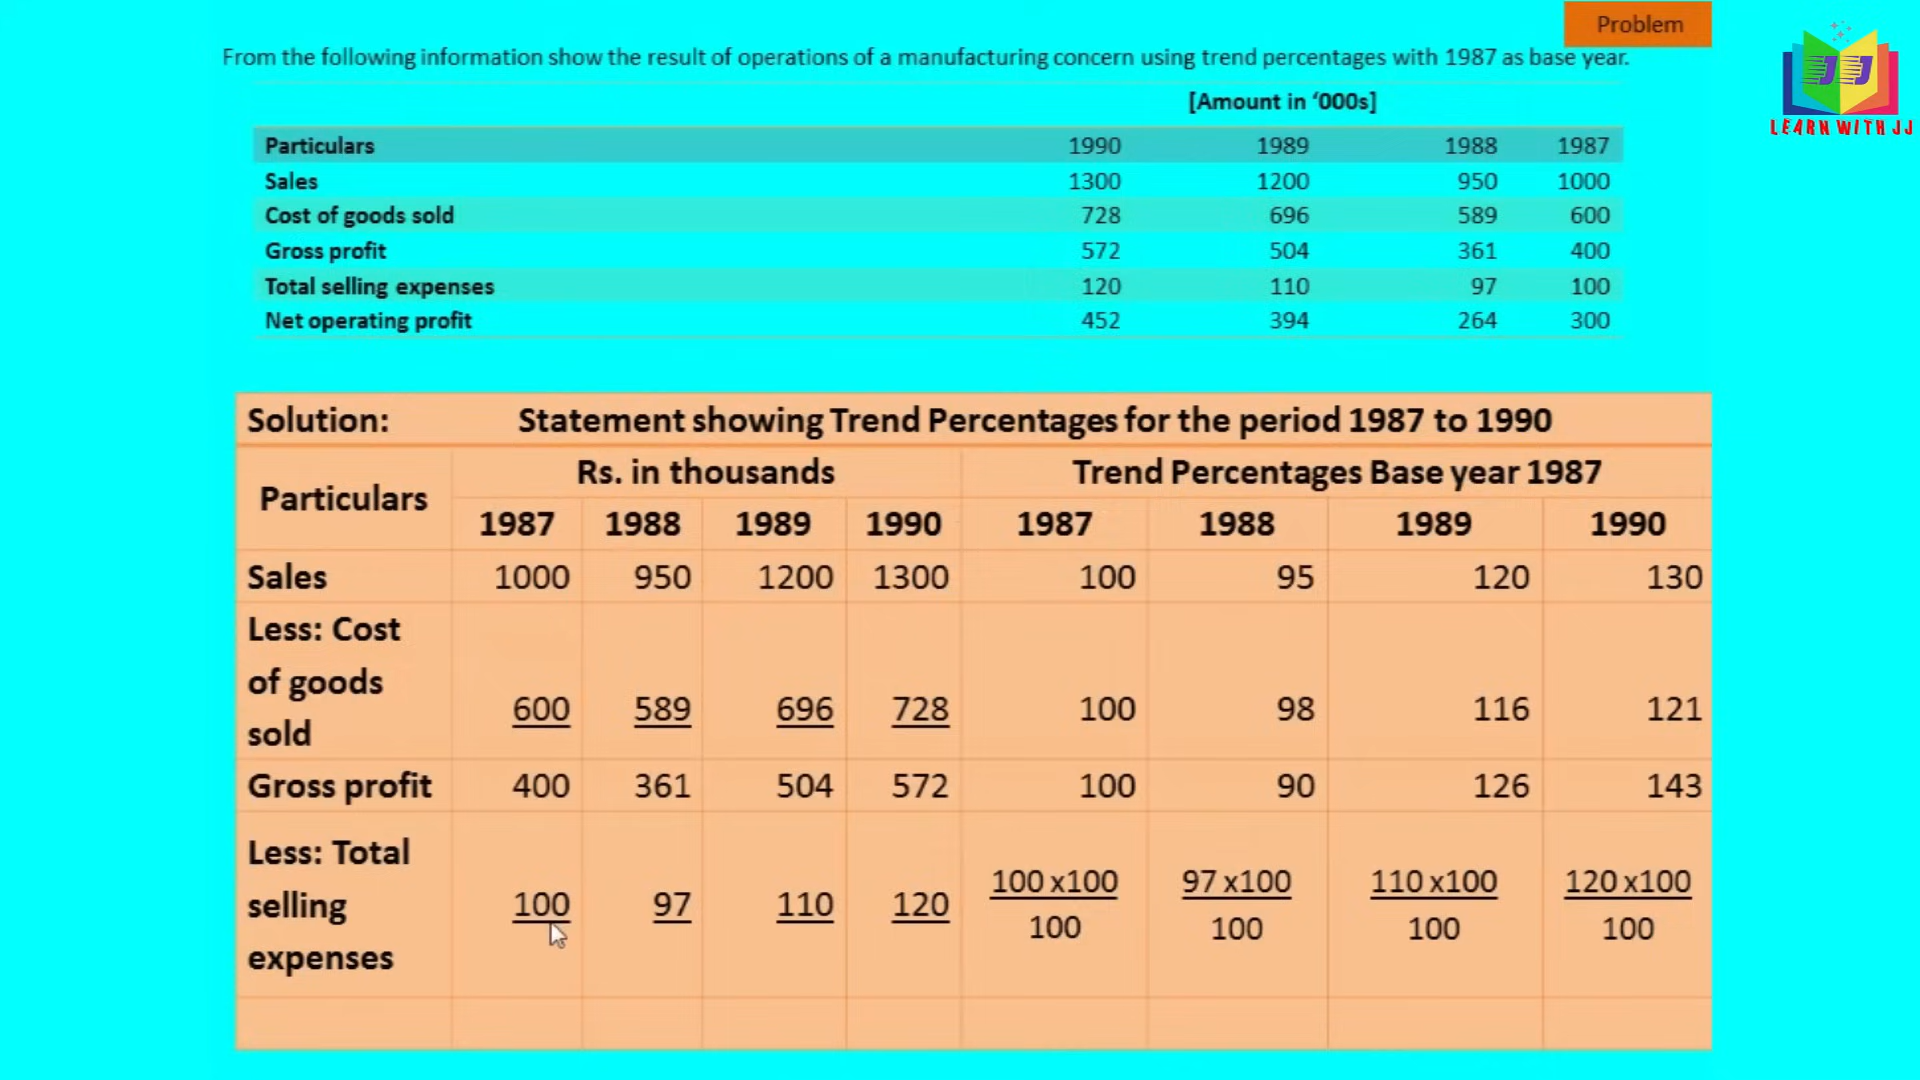 Problem
From the following information show the result of operations of a manufacturing concern using trend percentages with 1987 as base year.
LEARN WITH JJ
[Amount in ‘000s]
Particulars 1990 1989 1988 1987
Sales 1300 1200 950 1000
Cost of goods sold 728 696 589 600
Gross profit 572 504 361 400
Total selling expenses 120 110 97 100
Net operating profit 452 394 264 300
Solution: Statement showing Trend Percentages for the period 1987 to 1990
Particulars Rs. in thousands Trend Percentages Base year 1987
1987 1988 1989 1990 1987 1988 1989 1990
Sales 1000 950 1200 1300 100 95 120 130
Less: Cost
of goods
sold 600 589 696 728 100 98 116 121
Gross profit 400 361 504 572 100 90 126 143
Less: Total
selling
expenses 100 97 110 120 100 x100 97 x100 110 x100 120 x100
100 100 100 100